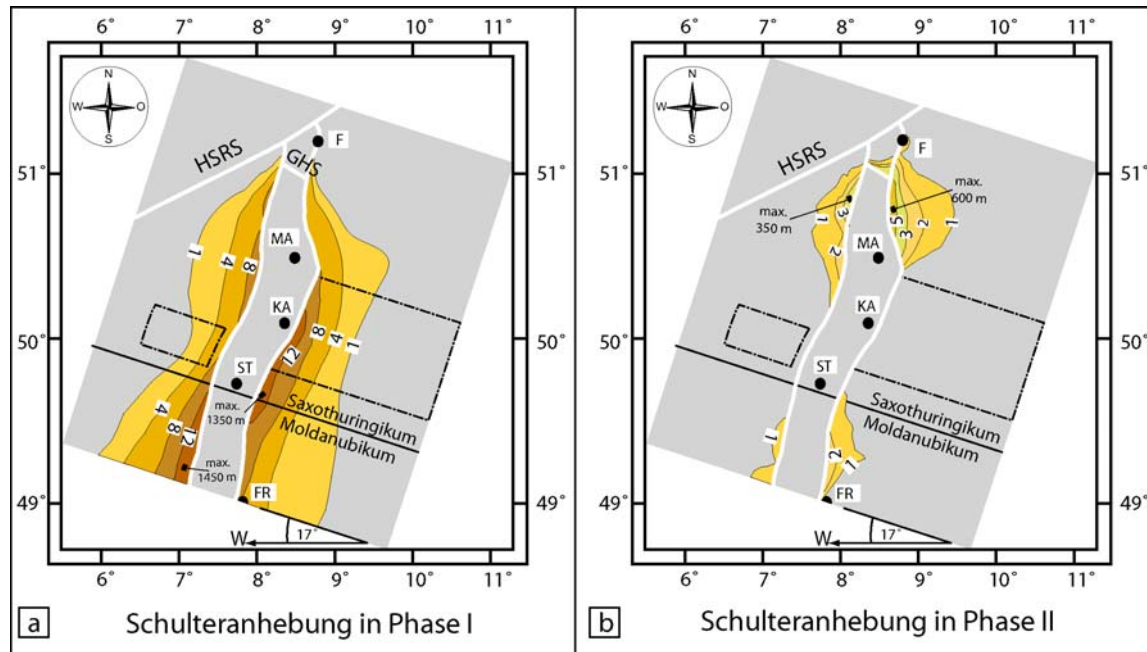 6° 7° 8° 9° 10° 11°
N
W O
S
HSRS
GHS
F
51° 51°
1 4 8
MA
KA
8 4 1
12
50° 50°
ST
max.
1350 m
Saxothuringikum
Moldanubikum
4 8 12
max.
1450 m
FR
49° 49°
W 17°
6° 7° 8° 9° 10° 11°
a Schulteranhebung in Phase I
6° 7° 8° 9° 10° 11°
N
W O
S
HSRS
F
51° 51°
max.
600 m
max.
350 m
1 3 2
5 3 2 1
MA
KA
50° 50°
ST
Saxothuringikum
Moldanubikum
1
2 1
FR
49° 49°
W 17°
6° 7° 8° 9° 10° 11°
b Schulteranhebung in Phase II